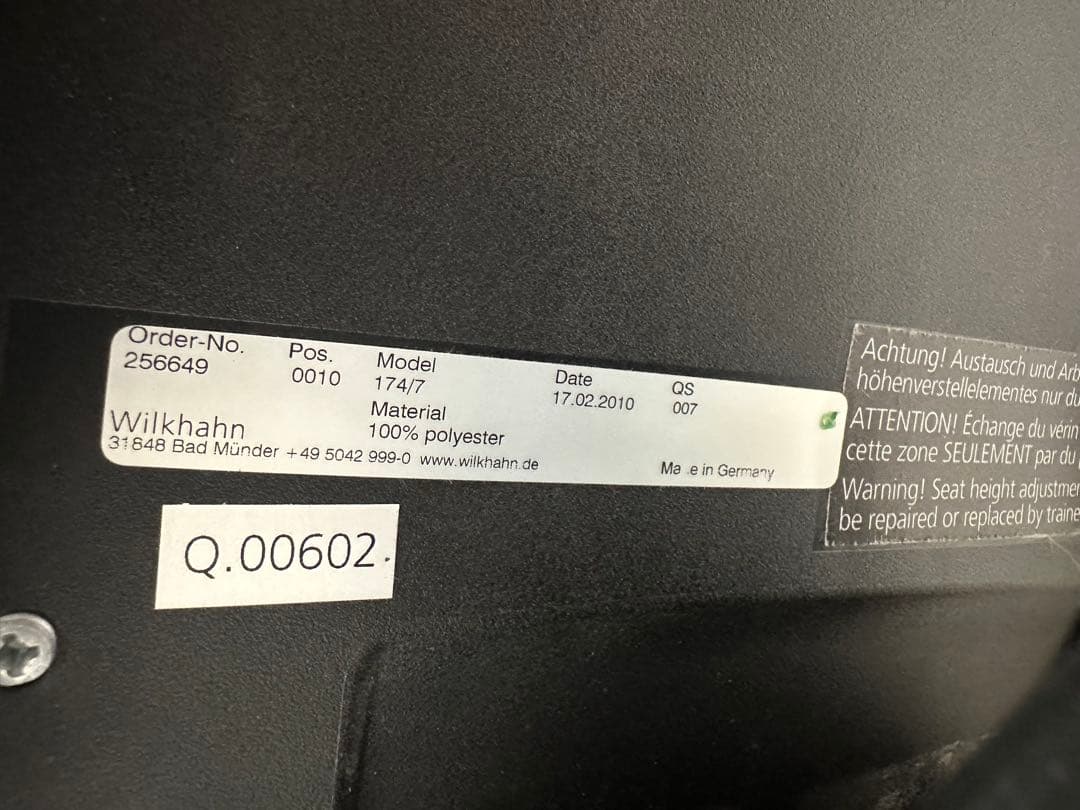 Order-No.
256649
Pos.
0010
Model
174/7
Material
100% polyester
Date
17.02.2010
QS
007
Wilkhahn
31848 Bad Münder +49 5042 999-0 www.wilkhahn.de
Ma e in Germany
Q.00602.
Achtung! Austausch und
höhenverstellelementes nur
ATTENTION! Échange du vérin
cette zone SEULEMENT par du
Warning! Seat height
be repaired or replaced by